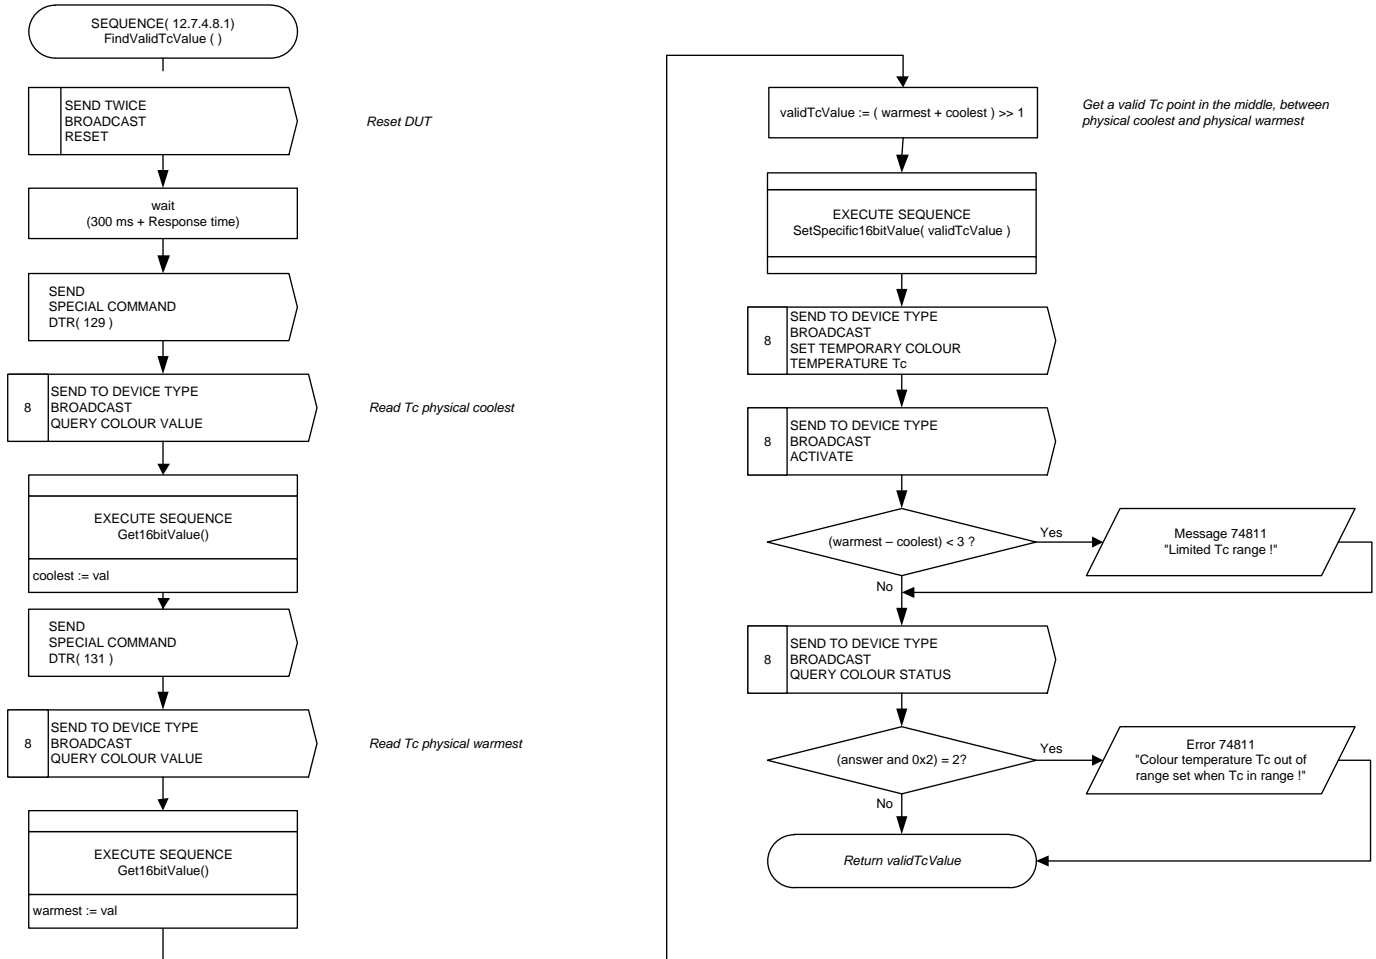 SEQUENCE( 12.7.4.8.1)
FindValidTcValue ( )
SEND TWICE
BROADCAST
RESET
Reset DUT
wait
(300 ms + Response time)
SEND
SPECIAL COMMAND
DTR( 129 )
8
SEND TO DEVICE TYPE
BROADCAST
QUERY COLOUR VALUE
Read Tc physical coolest
EXECUTE SEQUENCE
Get16bitValue()
coolest := val
SEND
SPECIAL COMMAND
DTR( 131 )
8
SEND TO DEVICE TYPE
BROADCAST
QUERY COLOUR VALUE
Read Tc physical warmest
EXECUTE SEQUENCE
Get16bitValue()
warmest := val
validTcValue := ( warmest + coolest ) >> 1
Get a valid Tc point in the middle, between
physical coolest and physical warmest
EXECUTE SEQUENCE
SetSpecific16bitValue( validTcValue )
8
SEND TO DEVICE TYPE
BROADCAST
SET TEMPORARY COLOUR
TEMPERATURE Tc
8
SEND TO DEVICE TYPE
BROADCAST
ACTIVATE
(warmest – coolest) < 3 ?
Yes
Message 74811
"Limited Tc range !"
No
8
SEND TO DEVICE TYPE
BROADCAST
QUERY COLOUR STATUS
(answer and 0x2) = 2?
Yes
Error 74811
"Colour temperature Tc out of
range set when Tc in range !"
No
Return validTcValue